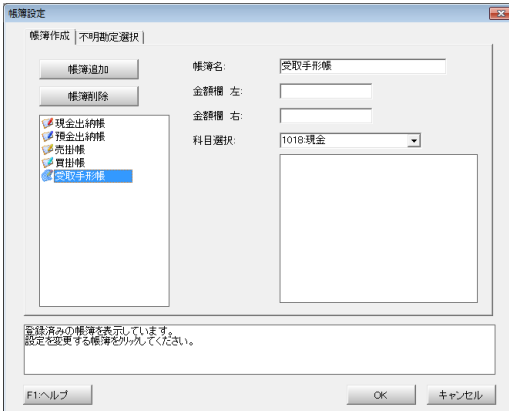 帳簿設定
帳簿作成
不明勘定選択
帳簿追加
帳簿削除
現金出納帳
預金出納帳
売掛帳
買掛帳
受取手形帳
帳簿名:
受取手形帳
金額欄 左:
金額欄 右:
科目選択:
1018:現金
登録済みの帳簿を表示しています。
設定を変更する帳簿をクリックしてください。
F1:ヘルプ
OK
キャンセル